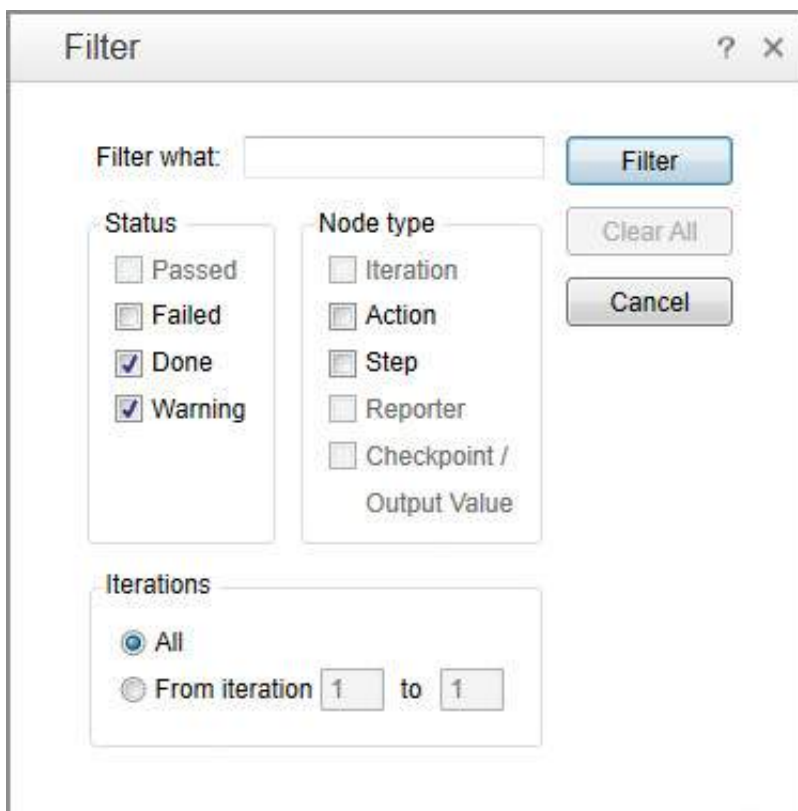 Filter
?
Filter what:
Filter
Status
Node type
Clear All
Passed
Iteration
Failed
Action
Cancel
Done
Step
Warning
Reporter
Checkpoint /
Output Value
Iterations
All
From iteration 1 to 1